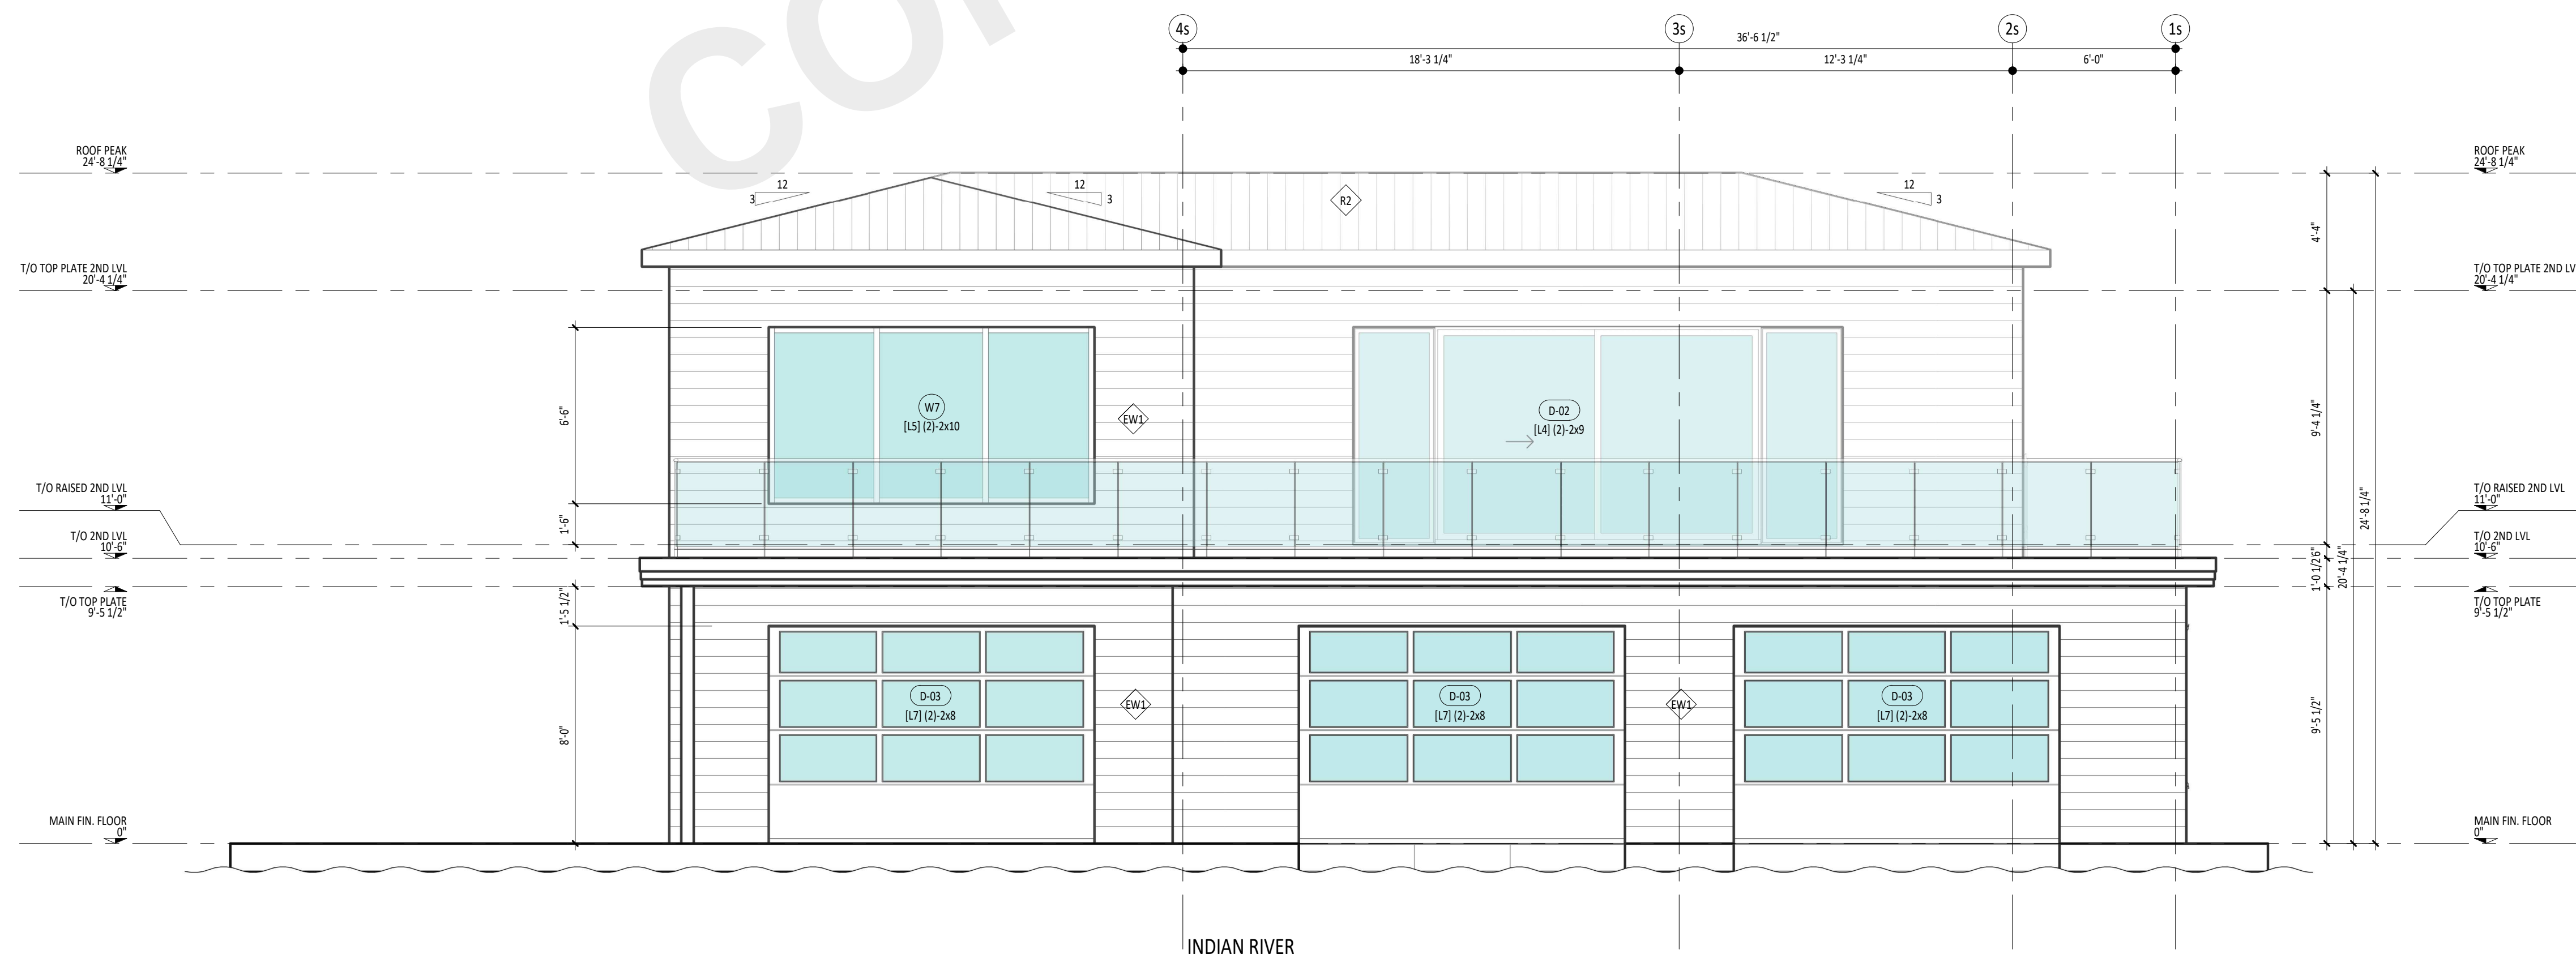 CO
4s
3s
2s
1s
36'-6 1/2"
18'-3 1/4"
12'-3 1/4"
6'-0"
ROOF PEAK
24'-8 1/4"
ROOF PEAK
24'-8 1/4"
12
3
12
3
R2
12
3
4'-4"
T/O TOP PLATE 2ND LVL
20'-4 1/4"
T/O TOP PLATE 2ND LV
20'-4 1/4"
6'-6"
W7
[L5] (2)-2x10
EW1
D-02
[L4] (2)-2x9
9'-4 1/4"
24'-8 1/4"
T/O RAISED 2ND LVL
11'-0"
T/O RAISED 2ND LVL
11'-0"
1'-6"
T/O 2ND LVL
10'-6"
T/O 2ND LVL
10'-6"
6"
1'-0 1/2"
20'-4 1/4"
T/O TOP PLATE
9'-5 1/2"
T/O TOP PLATE
9'-5 1/2"
1'-5 1/2"
8'-0"
D-03
[L7] (2)-2x8
EW1
D-03
[L7] (2)-2x8
EW1
D-03
[L7] (2)-2x8
9'-5 1/2"
MAIN FIN. FLOOR
0"
MAIN FIN. FLOOR
0"
INDIAN RIVER